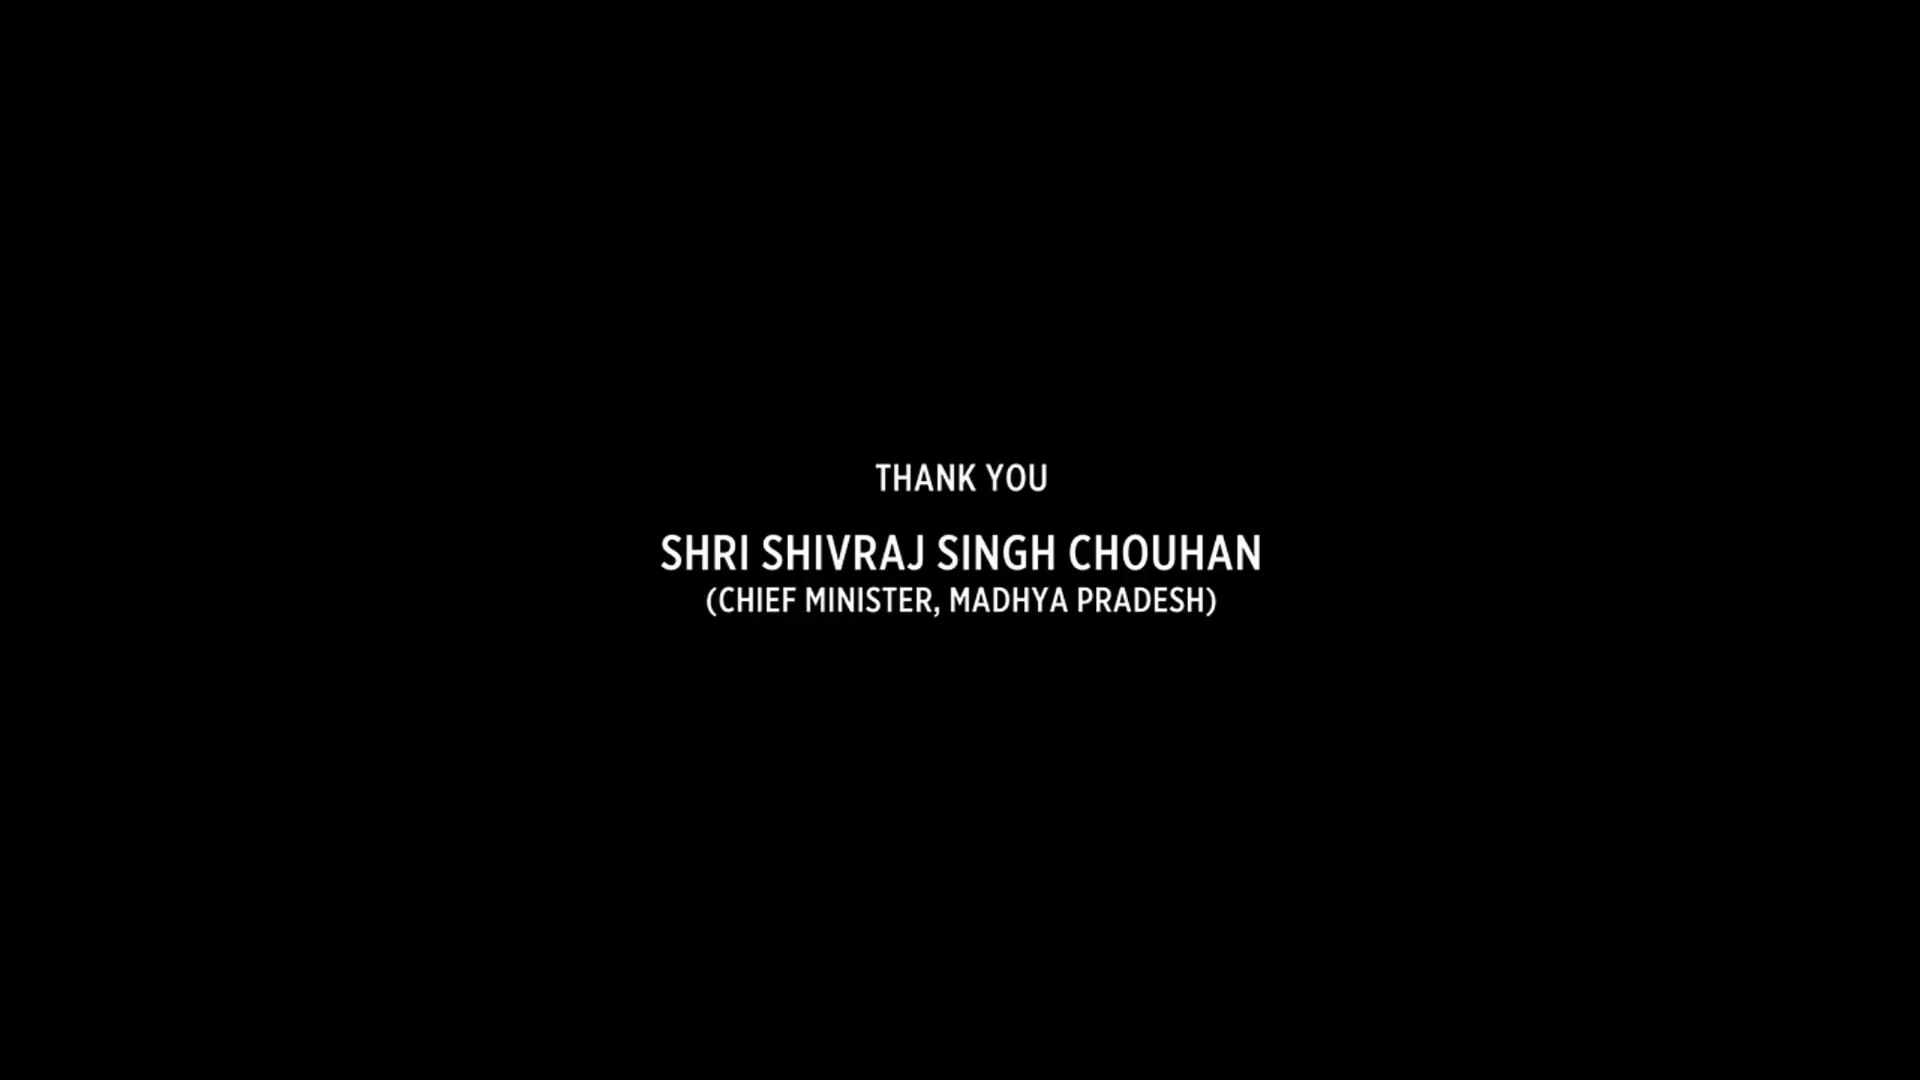 THANK YOU
SHRI SHIVRAJ SINGH CHOUHAN
(CHIEF MINISTER, MADHYA PRADESH)